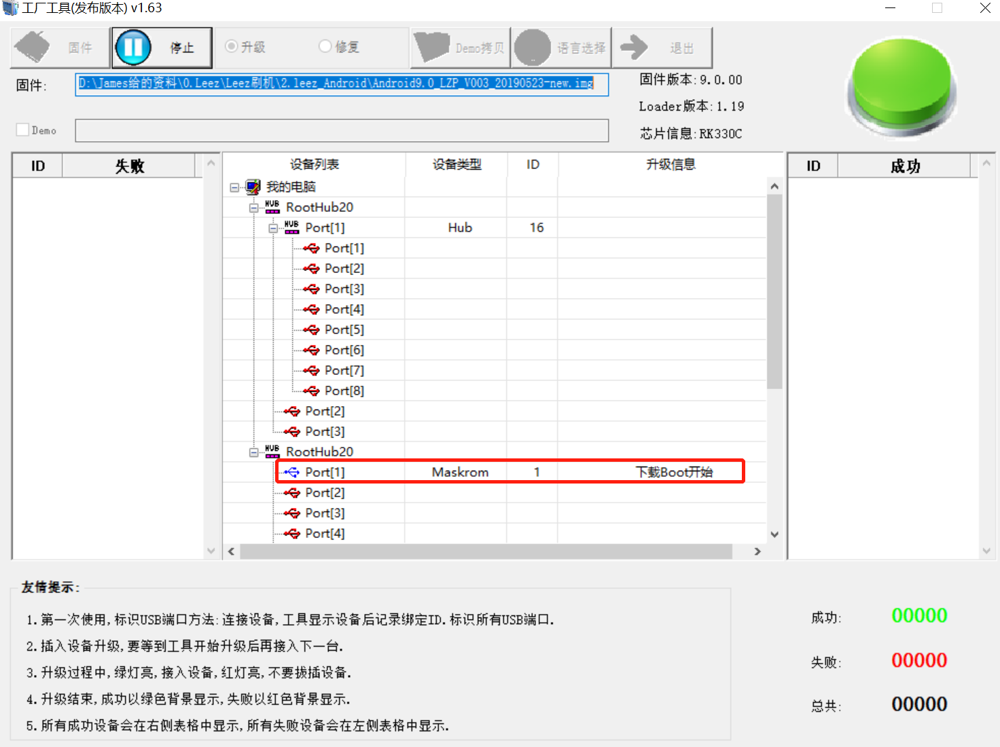 工厂工具(发布版本) v1.63
固件 停止 升级 修复 Demo拷贝 语言选择 退出
固件: D:\James给的资料\0.Leez\Leez刷机\2.leez_Android\Android9.0_LZP_V003_20190523-new.img
固件版本:9.0.00
Loader版本:1.19
Demo
芯片信息:RK330C
ID 失败
设备列表 设备类型 ID 升级信息
ID 成功
我的电脑
HUB RootHub20
HUB Port[1] Hub 16
Port[1]
Port[2]
Port[3]
Port[4]
Port[5]
Port[6]
Port[7]
Port[8]
Port[2]
Port[3]
HUB RootHub20
Port[1] Maskrom 1 下载Boot开始
Port[2]
Port[3]
Port[4]
友情提示:
1.第一次使用,标识USB端口方法:连接设备,工具显示设备后记录绑定ID.标识所有USB端口.
2.插入设备升级,要等到工具开始升级后再接入下一台.
3.升级过程中,绿灯亮,接入设备,红灯亮,不要拔插设备.
4.升级结束,成功以绿色背景显示,失败以红色背景显示.
5.所有成功设备会在右侧表格中显示,所有失败设备会在左侧表格中显示.
成功: 00000
失败: 00000
总共: 00000